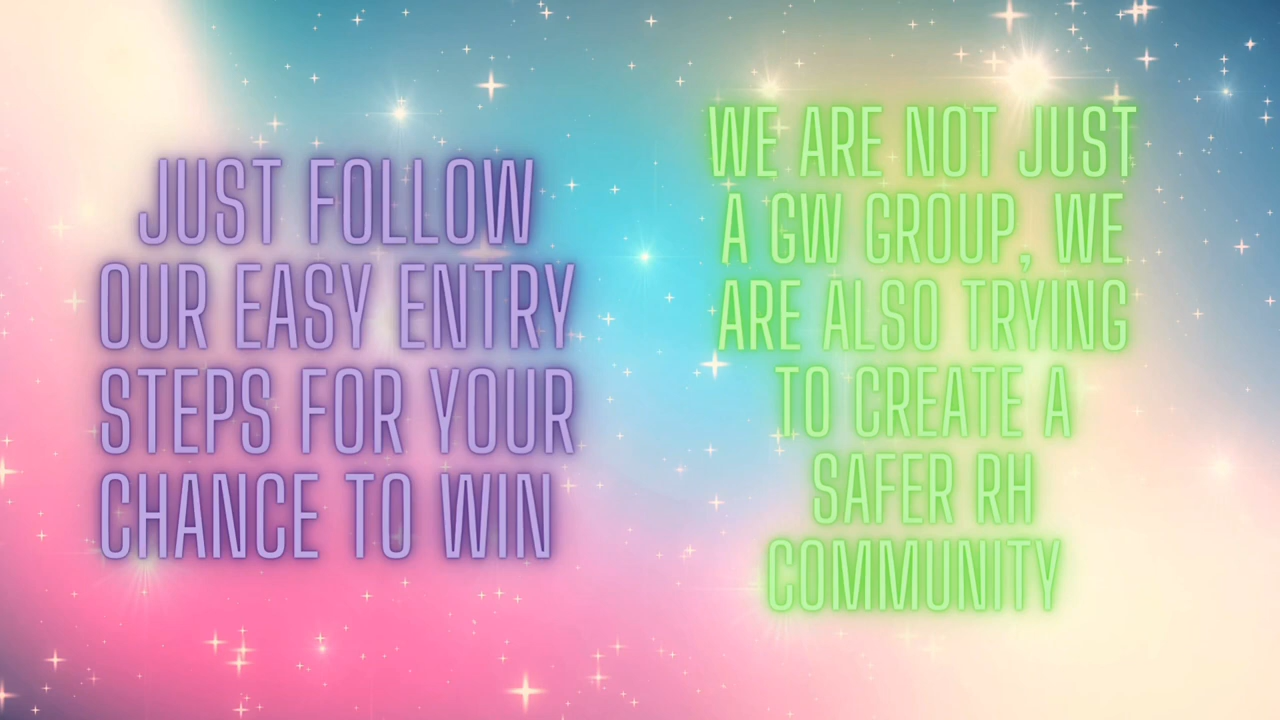 JUST FOLLOW
OUR EASY ENTRY
STEPS FOR YOUR
CHANCE TO WIN
WE ARE NOT JUST
A GW GROUP, WE
ARE ALSO TRYING
TO CREATE A
SAFER RH
COMMUNITY